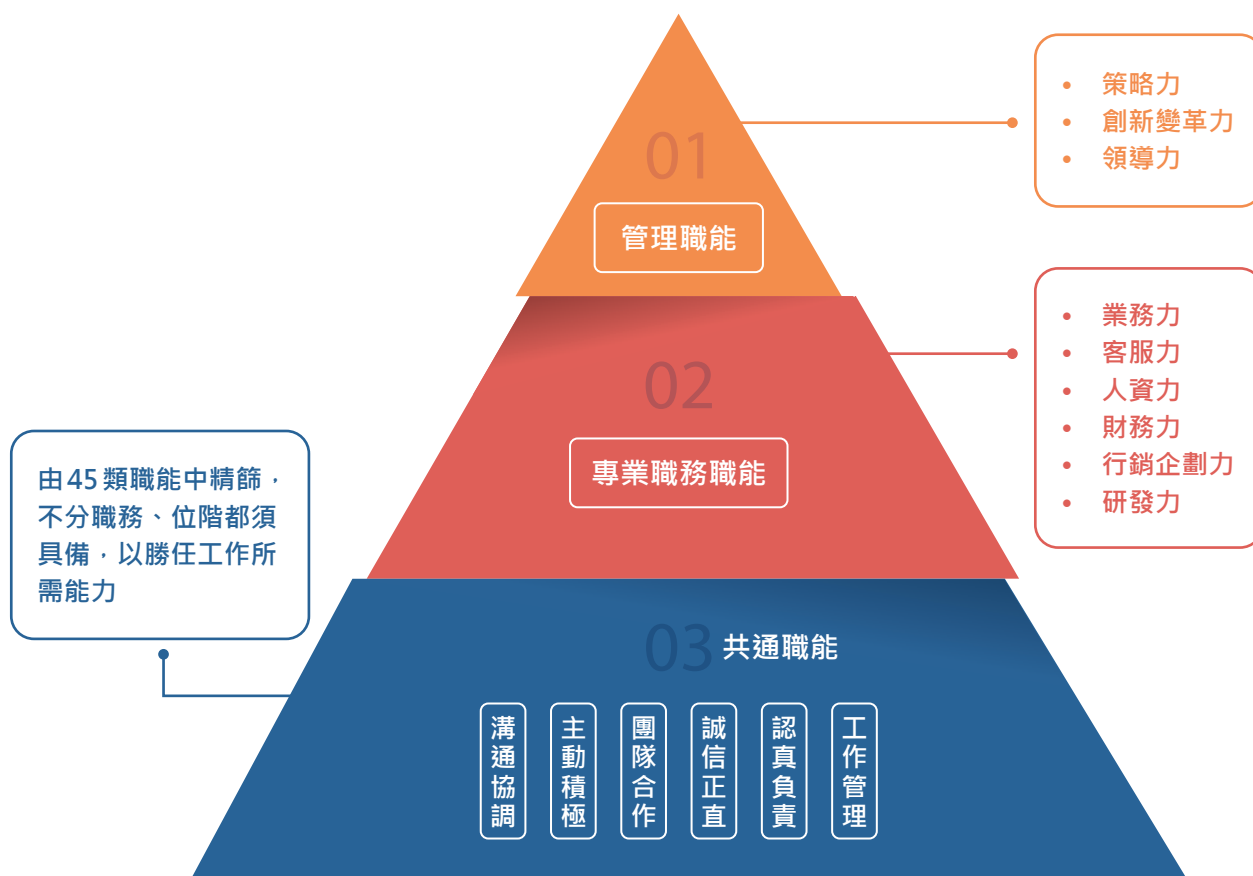 01
管理職能
• 策略力
• 創新變革力
• 領導力
02
專業職務職能
• 業務力
• 客服力
• 人資力
• 財務力
• 行銷企劃力
• 研發力
由45類職能中精篩，
不分職務、位階都須
具備，以勝任工作所
需能力
03 共通職能
溝通協調
主動積極
團隊合作
誠信正直
認真負責
工作管理